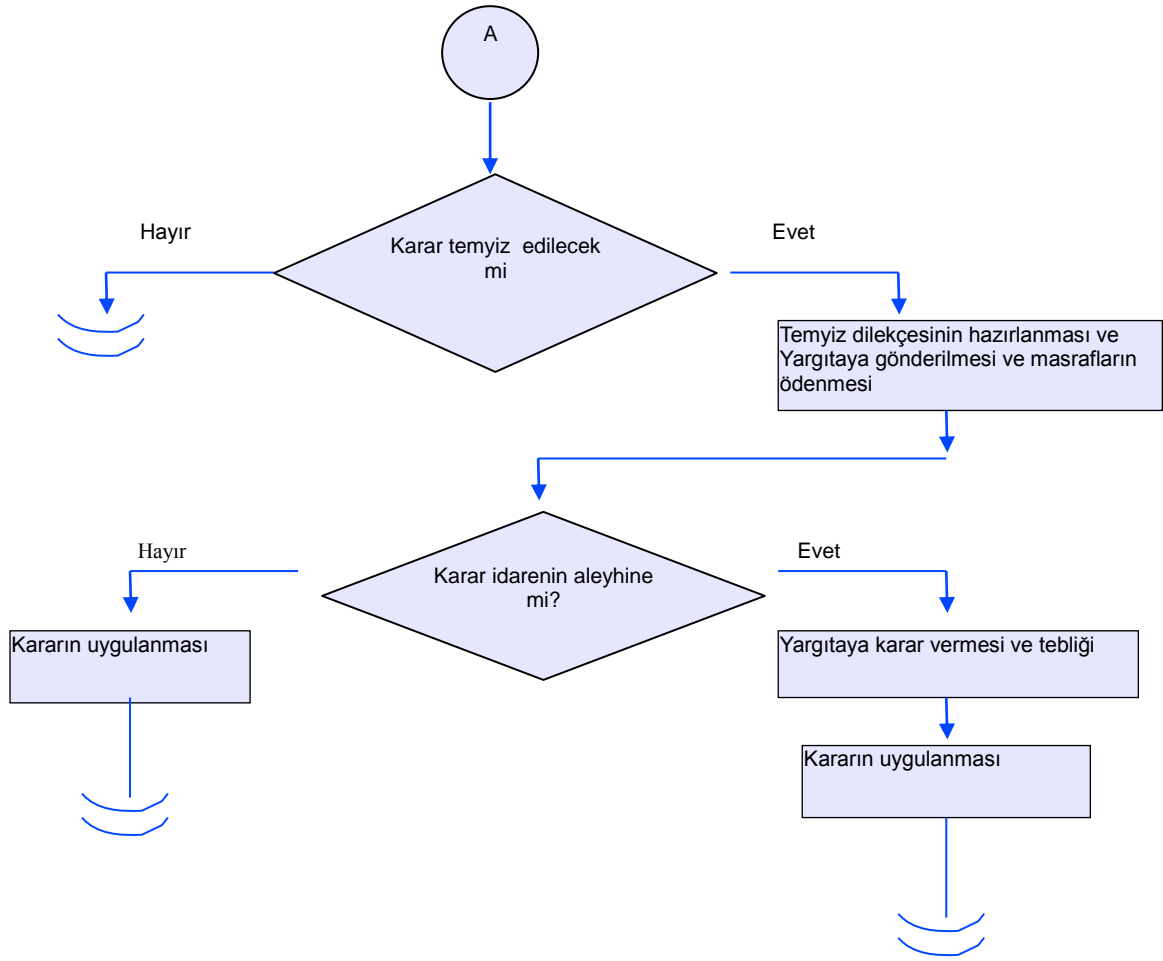 A
Hayır
Evet
Karar temyiz  edilecek
mi
Temyiz dilekçesinin hazırlanması ve
Yargıtaya gönderilmesi ve masrafların
ödenmesi
Hayır
Evet
Karar idarenin aleyhine
mi?
Kararın uygulanması
Yargıtaya karar vermesi ve tebliği
Kararın uygulanması